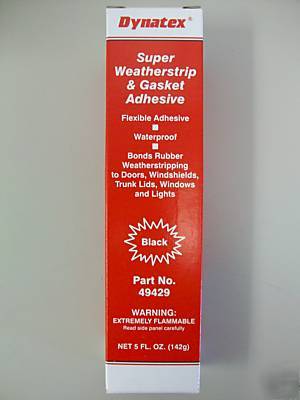 Dynatex®
Super
Weatherstrip
& Gasket
Adhesive
Flexible Adhesive
Waterproof
Bonds Rubber
Weatherstripping
to Doors, Windshields,
Trunk Lids, Windows
and Lights
Black
Part No.
49429
WARNING:
EXTREMELY FLAMMABLE
Read side panel carefully
NET 5 FL. OZ. (142g)